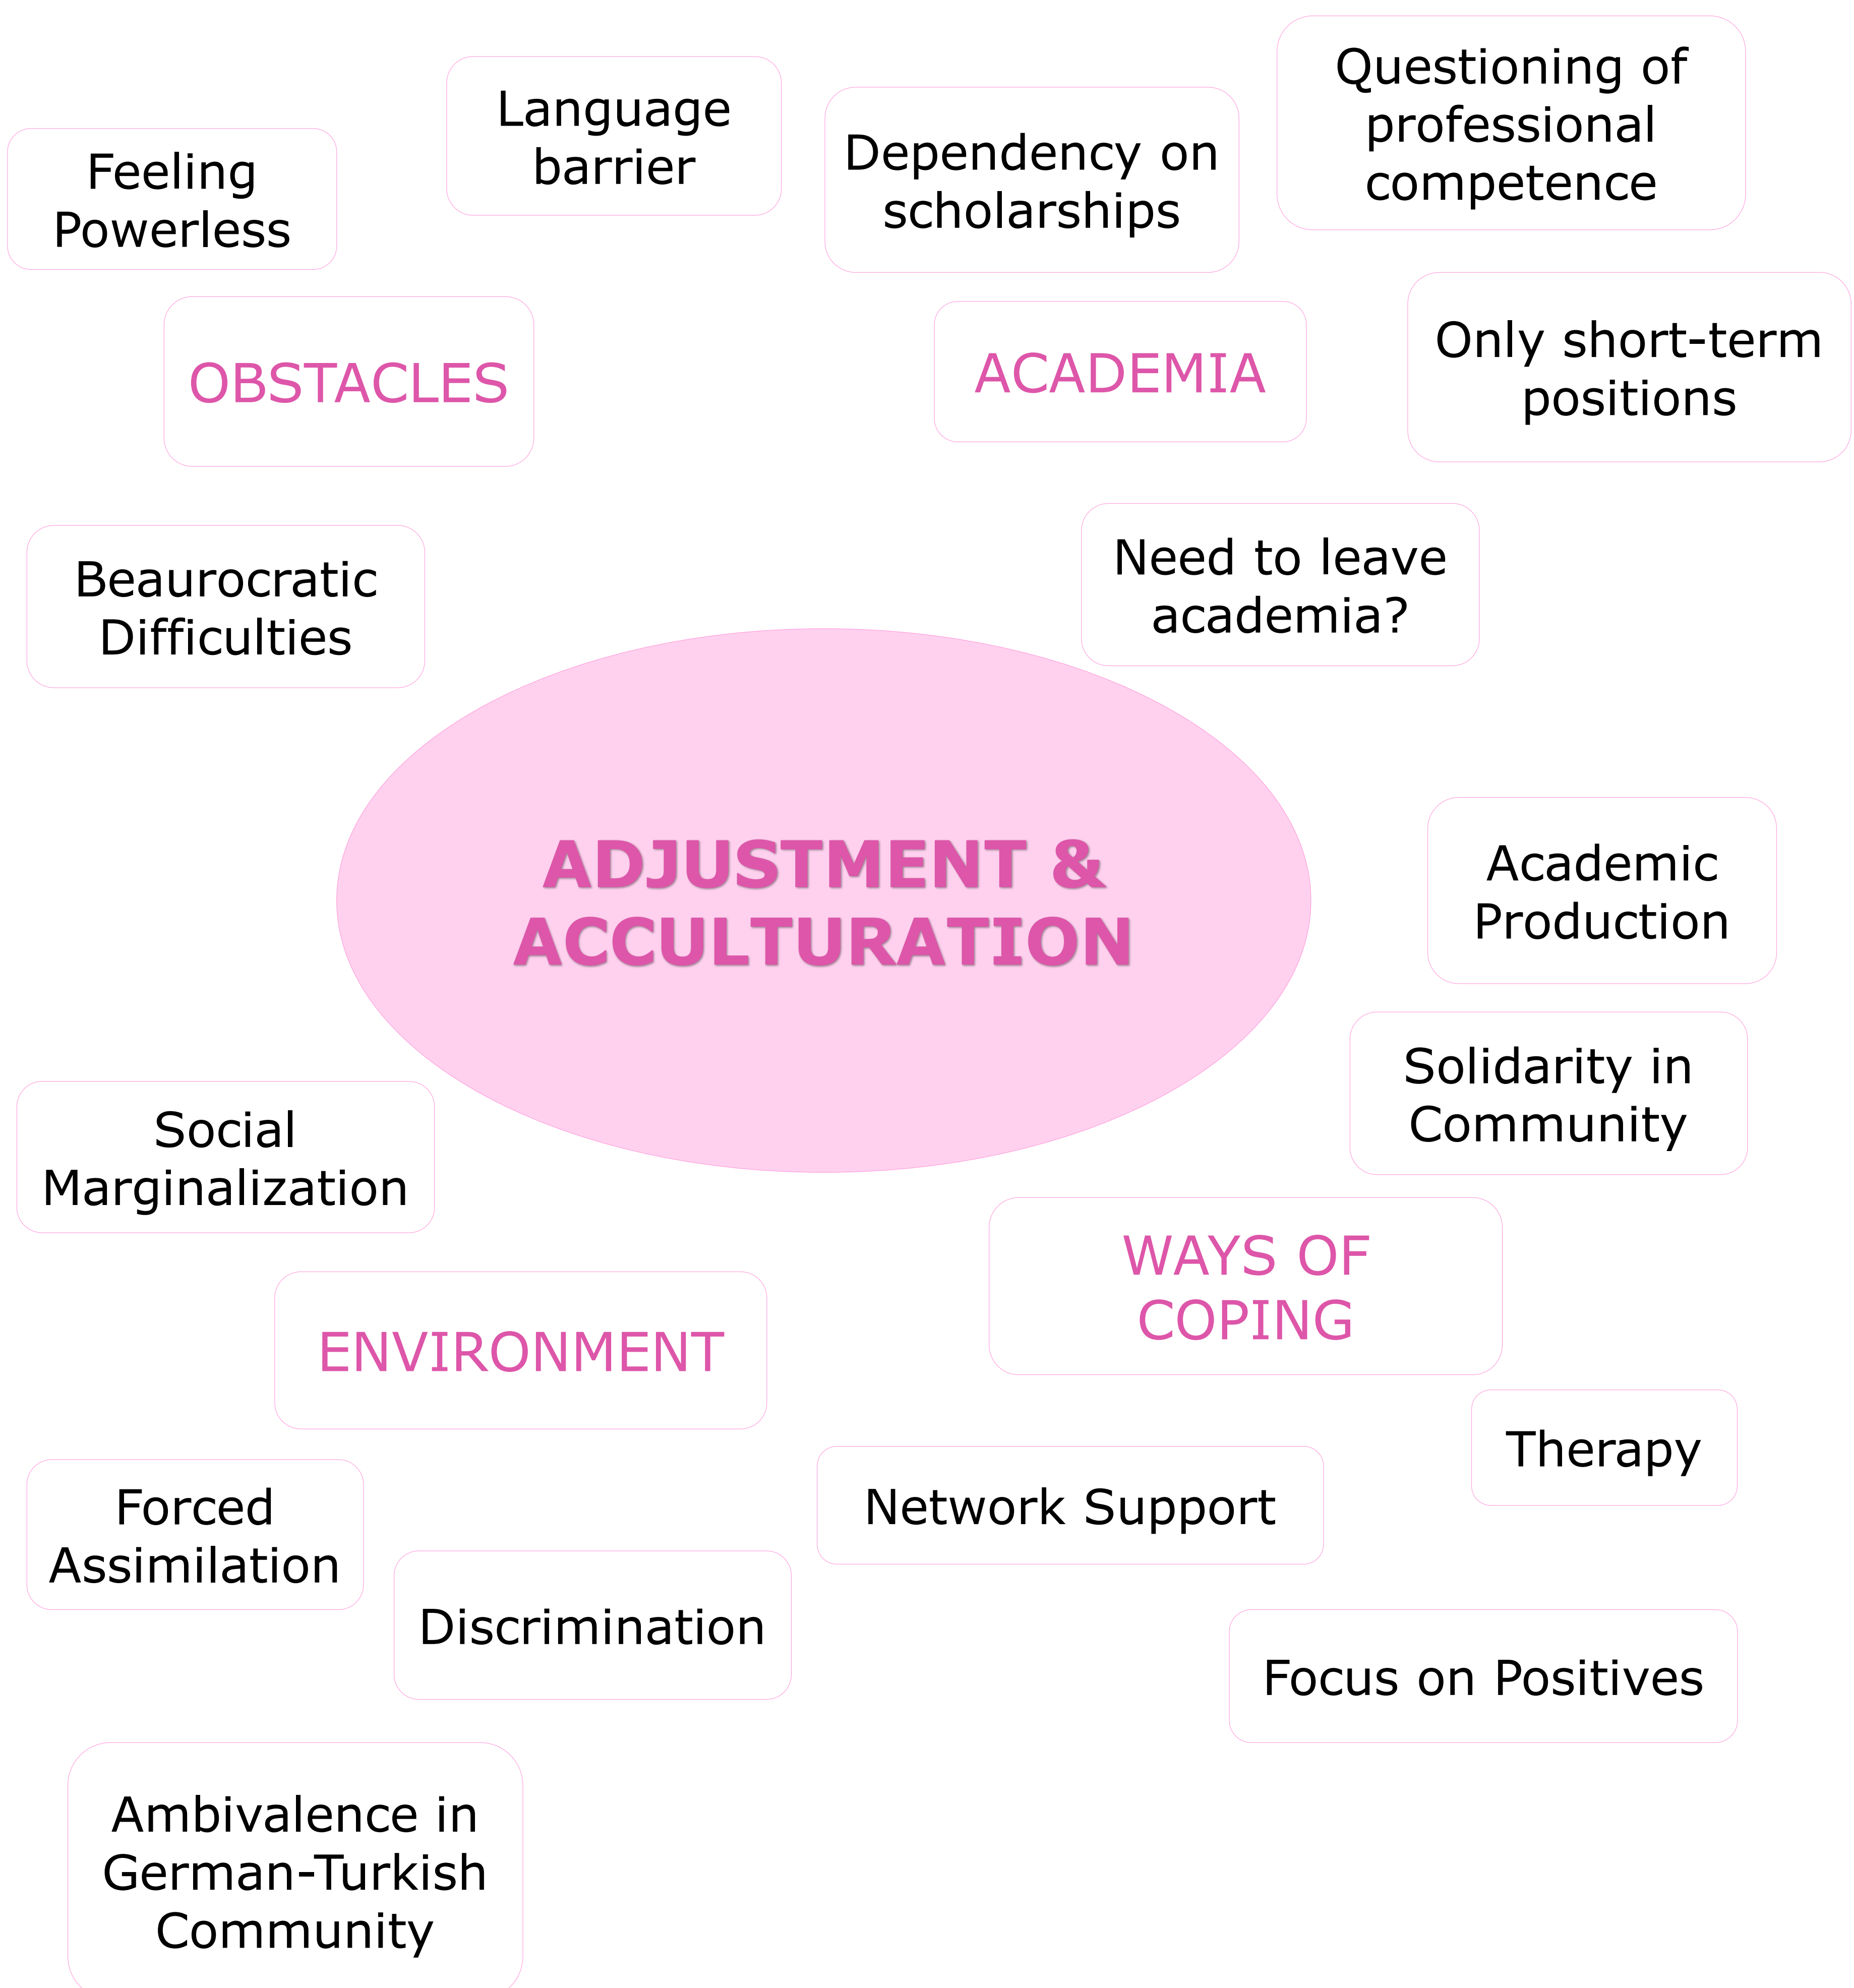 Feeling
Powerless
Language
barrier
Dependency on
scholarships
Questioning of
professional
competence
OBSTACLES
ACADEMIA
Only short-term
positions
Beaurocratic
Difficulties
Need to leave
academia?
ADJUSTMENT &
ACCULTURATION
Academic
Production
Solidarity in
Community
Social
Marginalization
WAYS OF
COPING
ENVIRONMENT
Therapy
Network Support
Forced
Assimilation
Discrimination
Focus on Positives
Ambivalence in
German-Turkish
Community